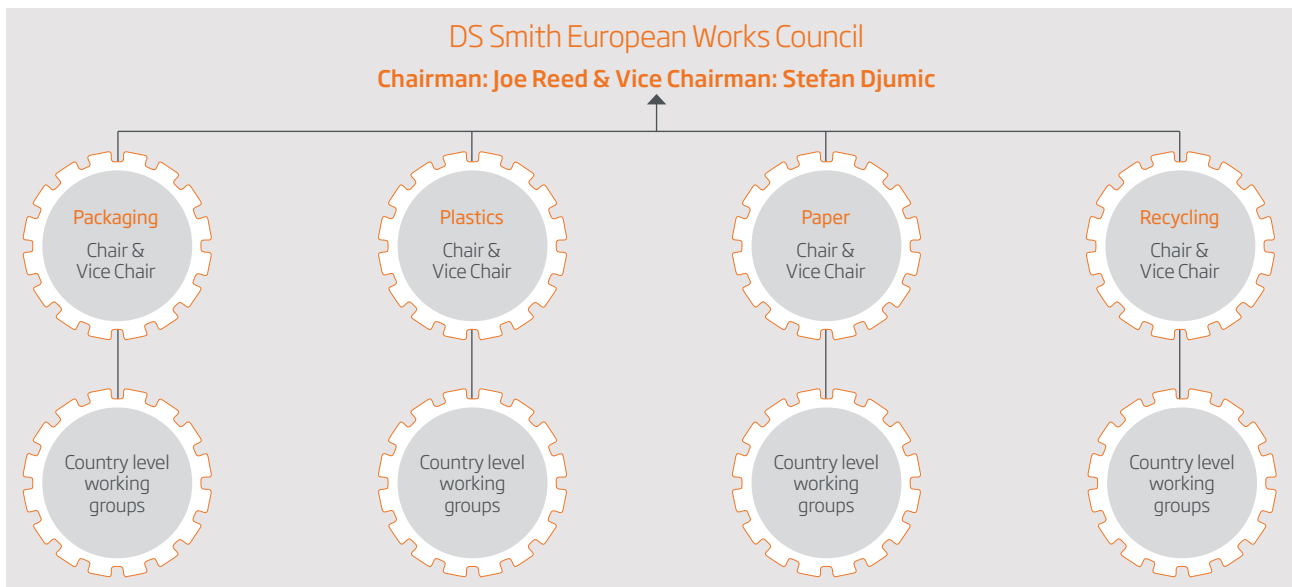 DS Smith European Works Council
Chairman: Joe Reed & Vice Chairman: Stefan Djumic
Packaging
Chair &
Vice Chair
Plastics
Chair &
Vice Chair
Paper
Chair &
Vice Chair
Recycling
Chair &
Vice Chair
Country level
working
groups
Country level
working
groups
Country level
working
groups
Country level
working
groups